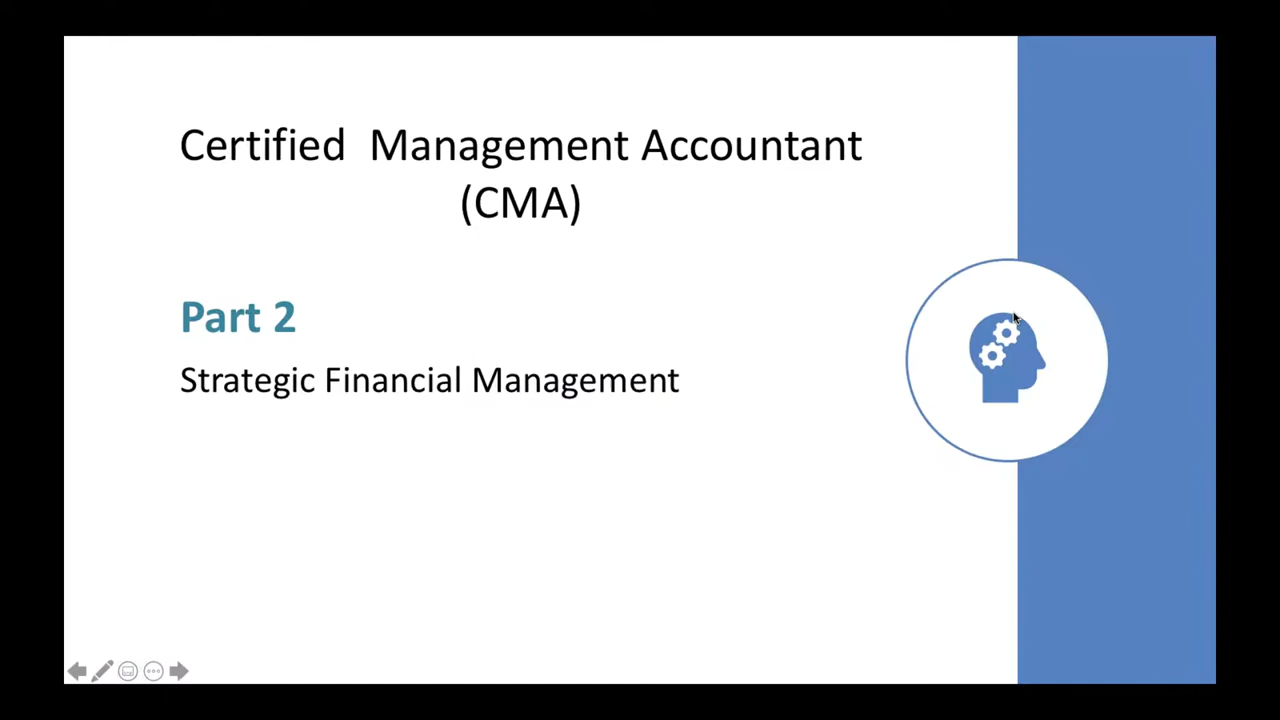 Certified  Management Accountant
(CMA)
Part 2
Strategic Financial Management